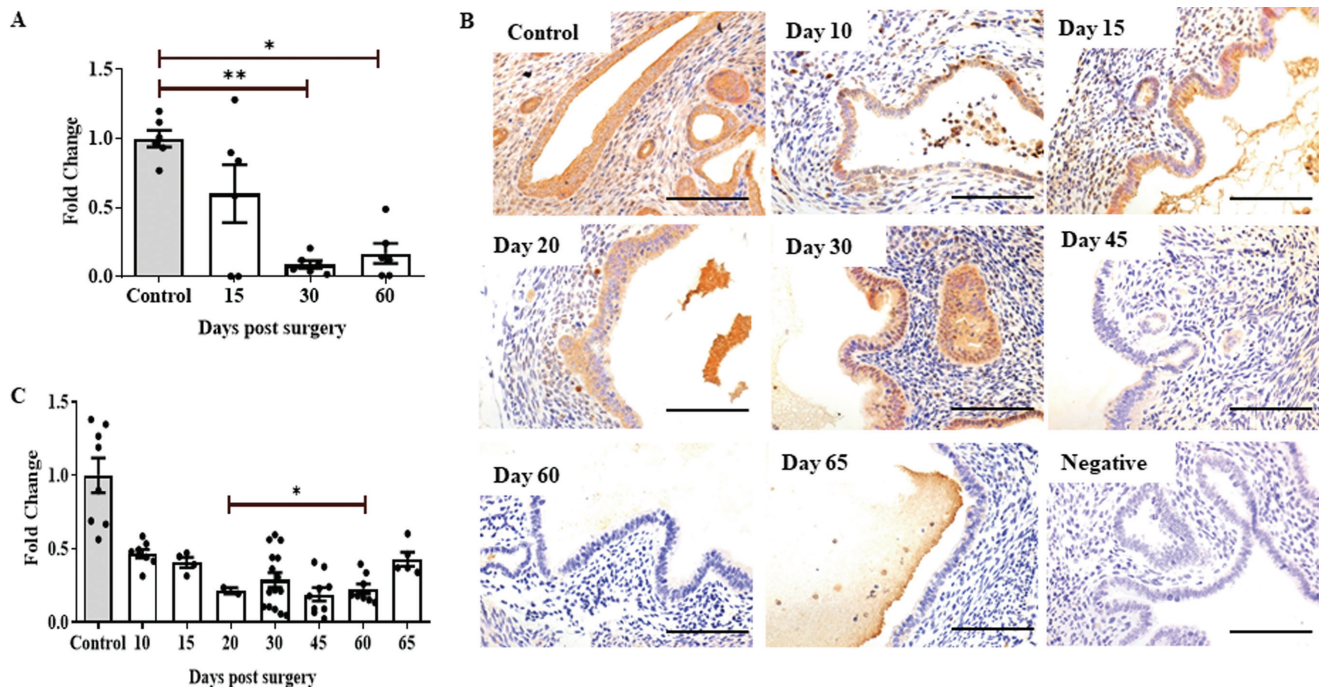 A
*
**
1.5
1.0
0.5
0.0
Fold Change
Control 15 30 60
Days post surgery
B
Control
Day 10
Day 15
Day 20
Day 30
Day 45
Day 60
Day 65
Negative
C
*
1.5
1.0
0.5
0.0
Fold Change
Control 10 15 20 30 45 60 65
Days post surgery